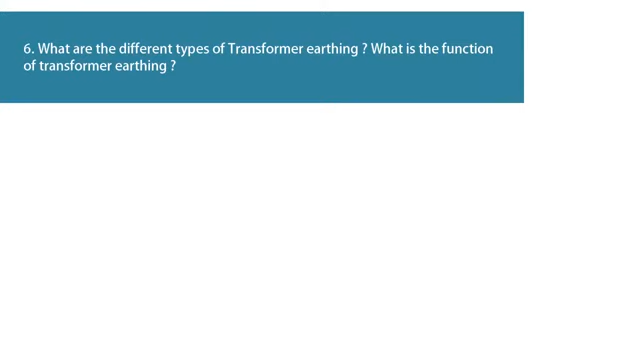 6. What are the different types of Transformer earthing ? What is the function
of transformer earthing ?